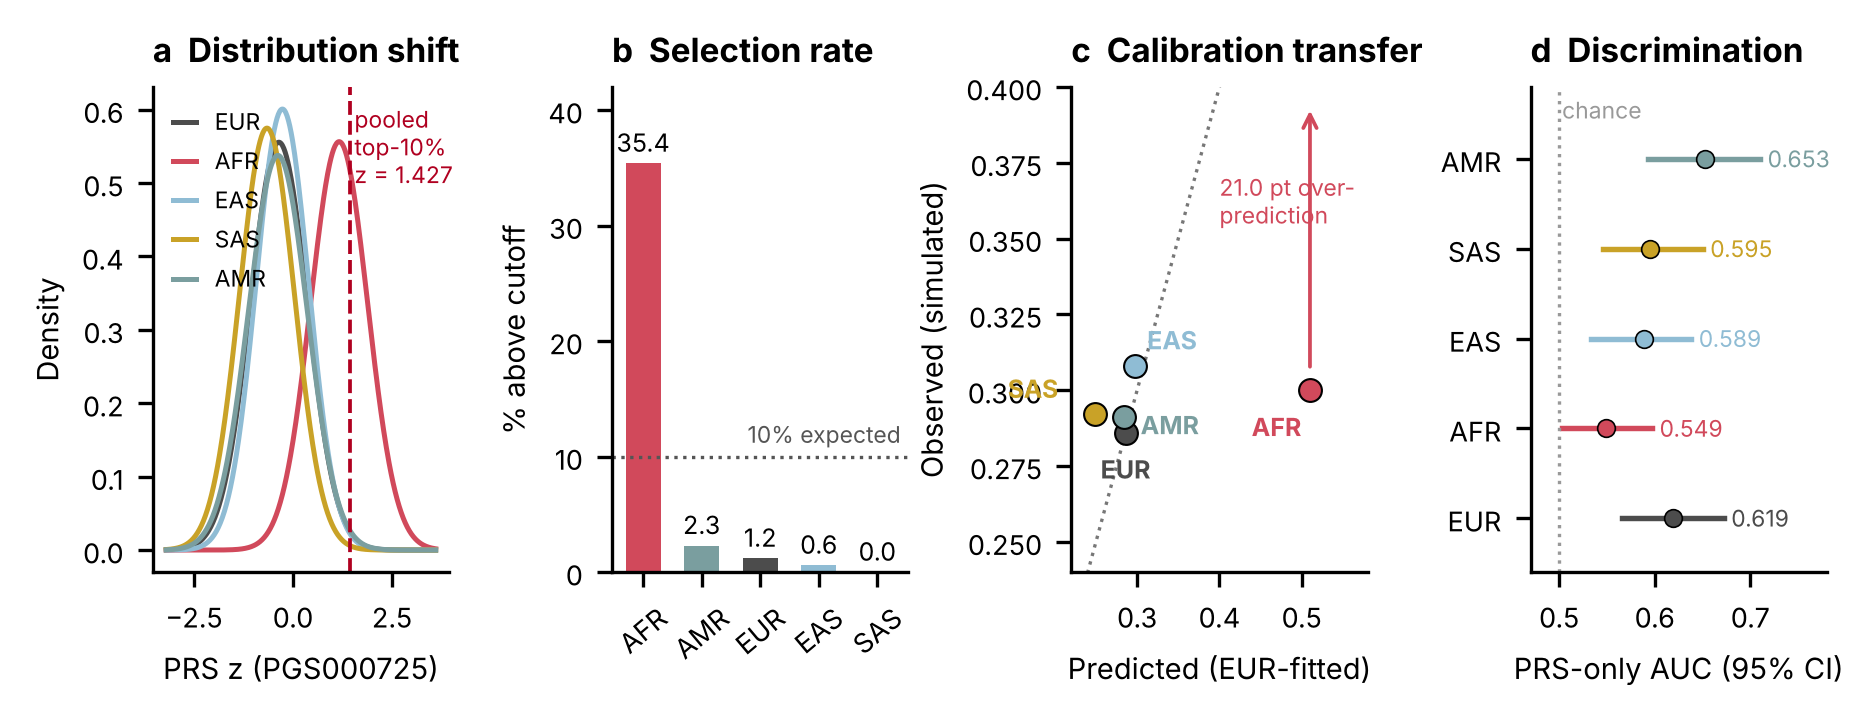 a Distribution shift
0.6
0.5
0.4
0.3
0.2
0.1
0.0
Density
EUR
AFR
EAS
SAS
AMR
pooled
top-10%
z = 1.427
−2.5 0.0 2.5
PRS z (PGS000725)
b Selection rate
40
30
20
10
0
% above cutoff
35.4
2.3
1.2
0.6
0.0
10% expected
AFR
AMR
EUR
EAS
SAS
c Calibration transfer
0.400
0.375
0.350
0.325
0.300
0.275
0.250
Observed (simulated)
21.0 pt over-
prediction
EAS
SAS
AMR
AFR
EUR
0.3 0.4 0.5
Predicted (EUR-fitted)
d Discrimination
chance
AMR
0.653
SAS
0.595
EAS
0.589
AFR
0.549
EUR
0.619
0.5 0.6 0.7
PRS-only AUC (95% CI)